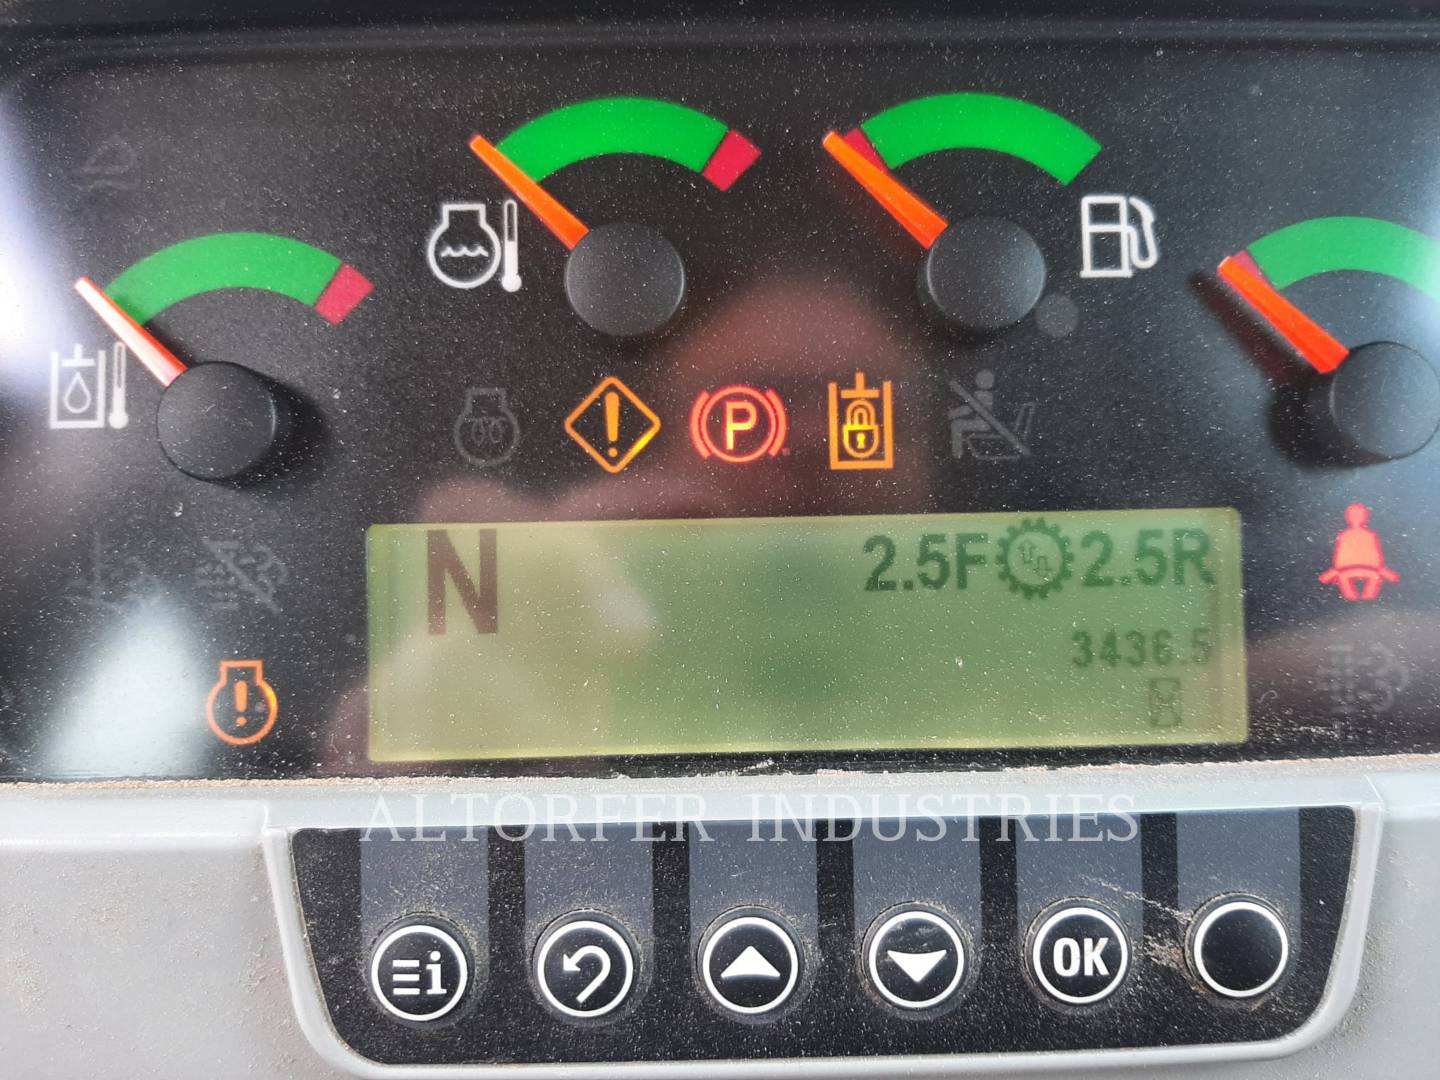 P
N
2.5F 2.5R
3436.5
ALTORFER INDUSTRIES
i
OK